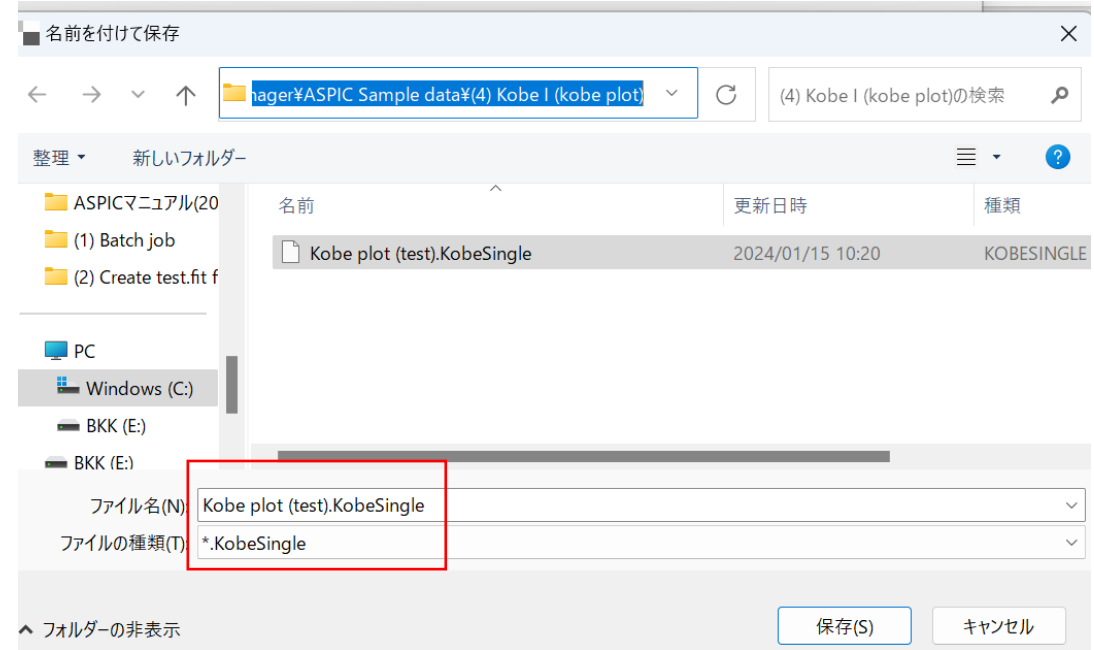 名前を付けて保存
nager¥ASPIC Sample data¥(4) Kobe I (kobe plot)
(4) Kobe I (kobe plot)の検索
整理
新しいフォルダー
ASPICマニュアル(20
(1) Batch job
(2) Create test.fit f
PC
Windows (C:)
BKK (E:)
BKK (E:)
名前
更新日時
種類
Kobe plot (test).KobeSingle
2024/01/15 10:20
KOBESINGLE
ファイル名(N): Kobe plot (test).KobeSingle
ファイルの種類(T): *.KobeSingle
フォルダーの非表示
保存(S)
キャンセル